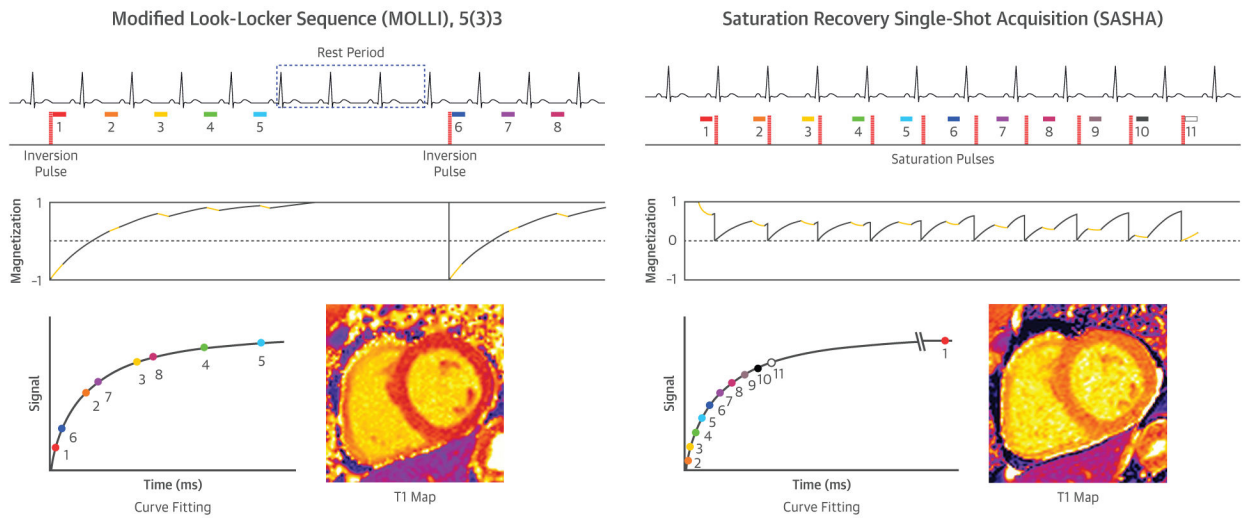 Modified Look-Locker Sequence (MOLLI), 5(3)3
Rest Period
1 2 3 4 5 6 7 8
Inversion
Pulse
Inversion
Pulse
Magnetization
1
–1
Signal
1
6
2
7
3
8
4
5
Time (ms)
Curve Fitting
T1 Map
Saturation Recovery Single-Shot Acquisition (SASHA)
1 2 3 4 5 6 7 8 9 10 11
Saturation Pulses
Magnetization
1
0
–1
Signal
2
3
4
5
6
7
8
9
10
11
1
Time (ms)
Curve Fitting
T1 Map